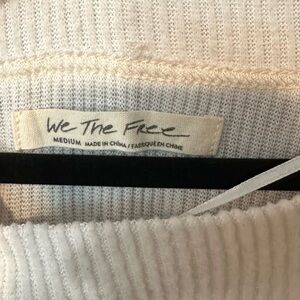 We The Free
MEDIUM MADE IN CHINA / FABRIQUÉ EN CHINE